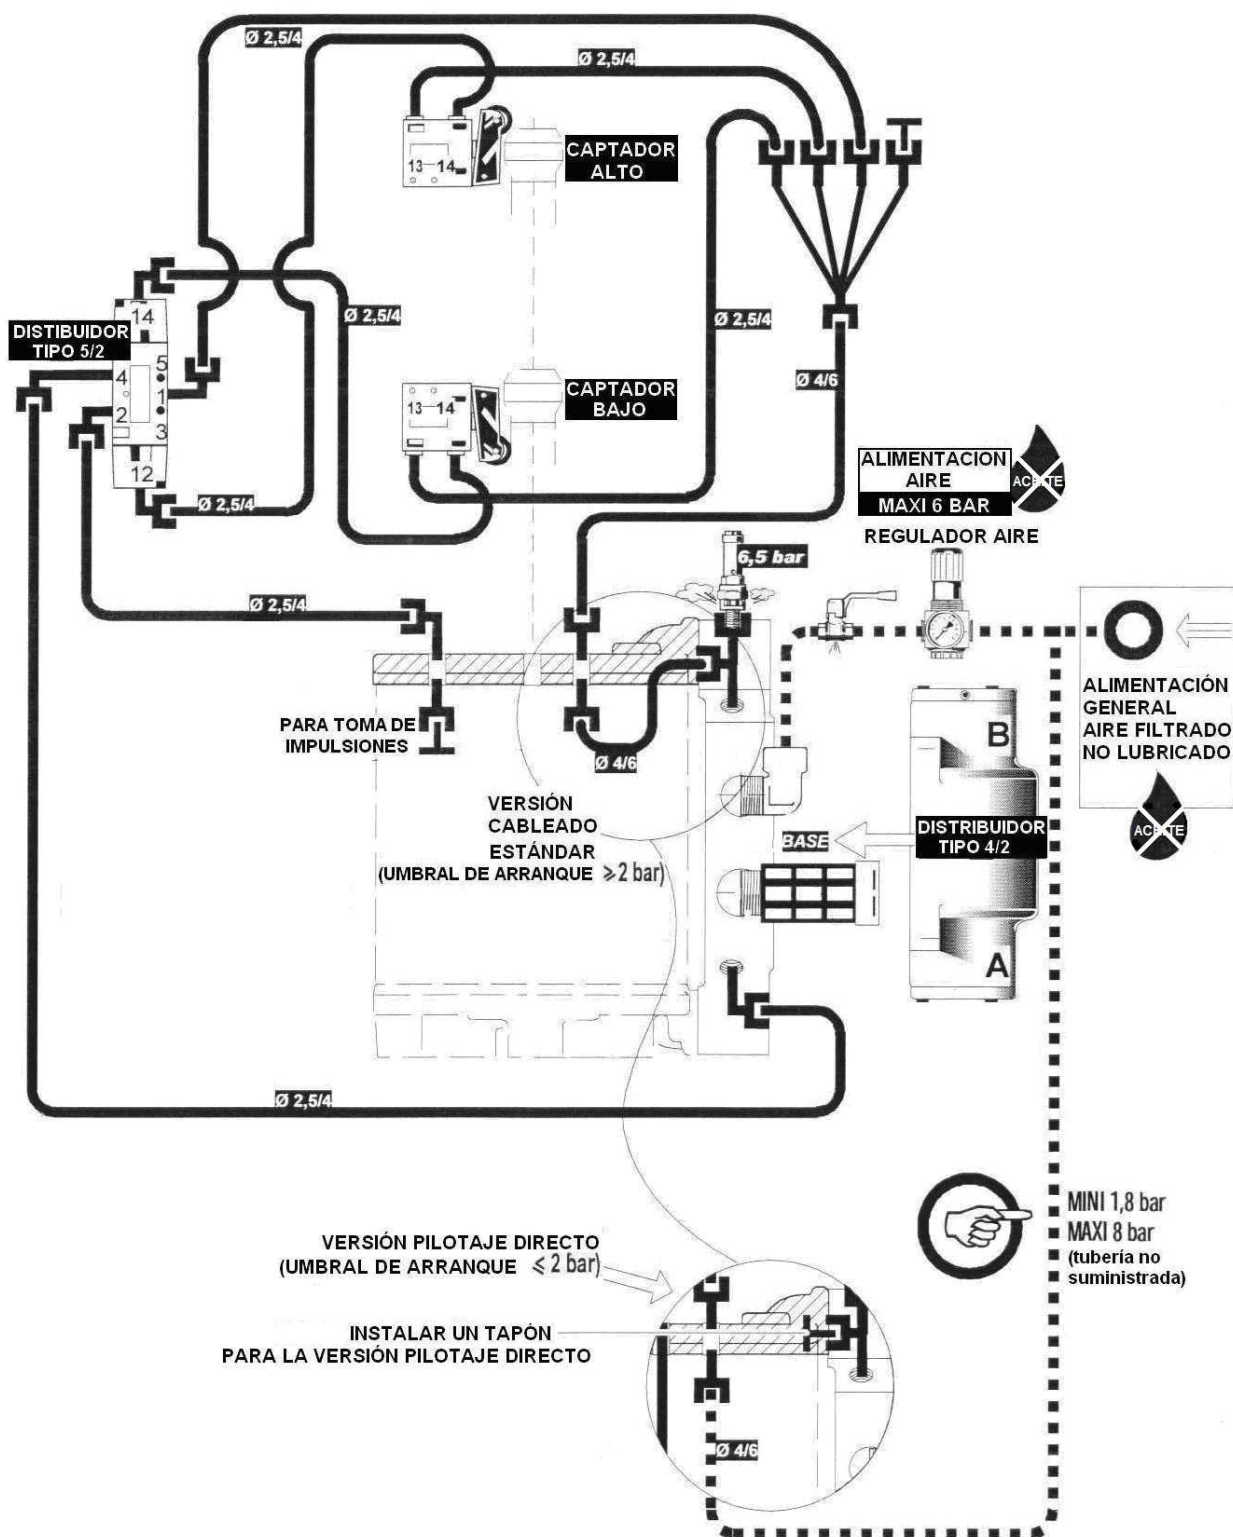 Ø 2,5/4
Ø 2,5/4
CAPTADOR
ALTO
13 14
14
DISTIBUIDOR
TIPO 5/2
Ø 2,5/4
Ø 2,5/4
5
4
1
2
3
12
CAPTADOR
BAJO
13 14
Ø 4/6
Ø 2,5/4
ALIMENTACION
AIRE
MAXI 6 BAR
ACEITE
REGULADOR AIRE
6,5 bar
Ø 2,5/4
PARA TOMA DE
IMPULSIONES
Ø 4/6
ALIMENTACIÓN
GENERAL
AIRE FILTRADO
NO LUBRICADO
ACEITE
B
VERSIÓN
CABLEADO
ESTÁNDAR
(UMBRAL DE ARRANQUE ⩾2 bar)
BASE
DISTRIBUIDOR
TIPO 4/2
A
Ø 2,5/4
MINI 1,8 bar
MAXI 8 bar
(tubería no
suministrada)
VERSIÓN PILOTAJE DIRECTO
(UMBRAL DE ARRANQUE ⩽ 2 bar)
INSTALAR UN TAPÓN
PARA LA VERSIÓN PILOTAJE DIRECTO
Ø 4/6